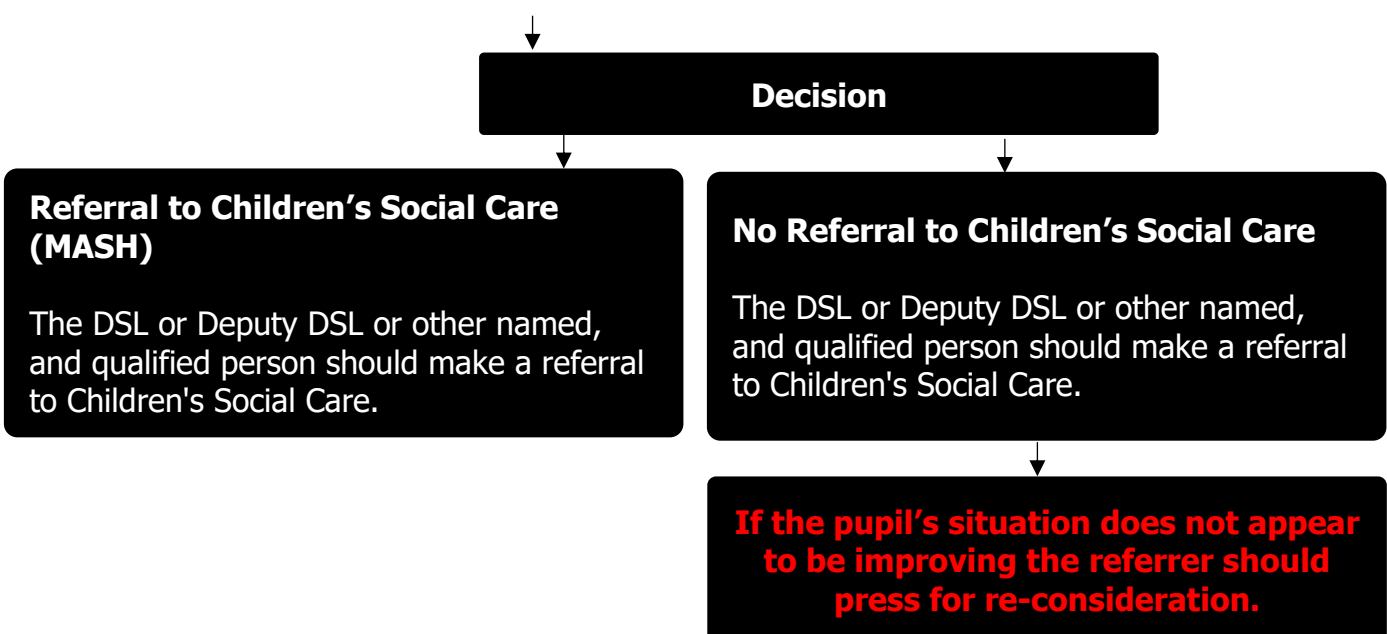 Decision
Referral to Children’s Social Care
(MASH)
The DSL or Deputy DSL or other named,
and qualified person should make a referral
to Children's Social Care.
No Referral to Children’s Social Care
The DSL or Deputy DSL or other named,
and qualified person should make a referral
to Children's Social Care.
If the pupil’s situation does not appear
to be improving the referrer should
press for re-consideration.